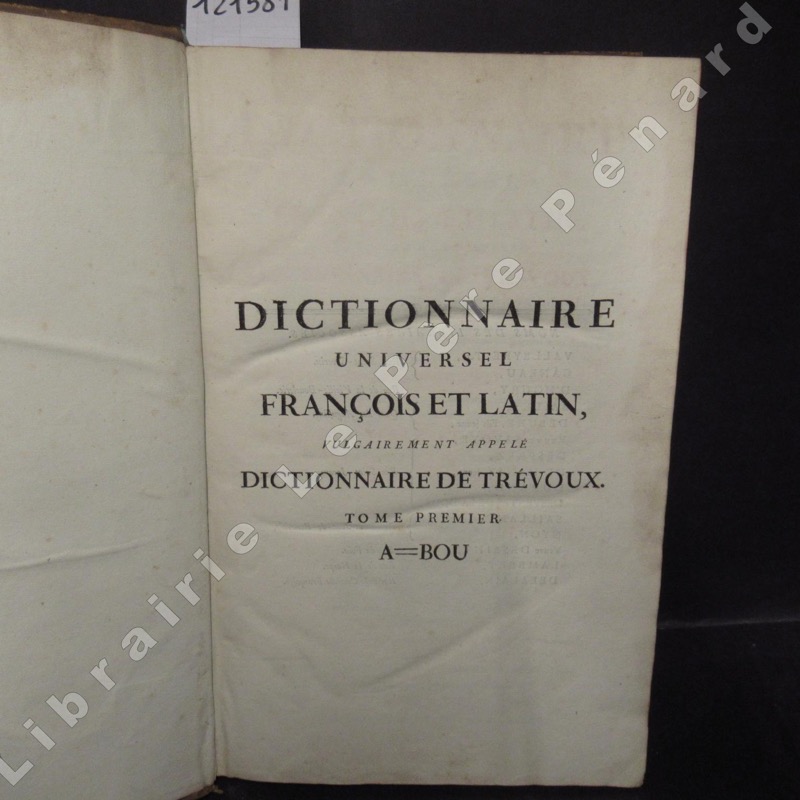 121581
DICTIONNAIRE
UNIVERSEL
FRANÇOIS ET LATIN,
VULGAIREMENT APPELÉ
DICTIONNAIRE DE TRÉVOUX.
TOME PREMIER
A=BOU
Librairie Le Père Pénard